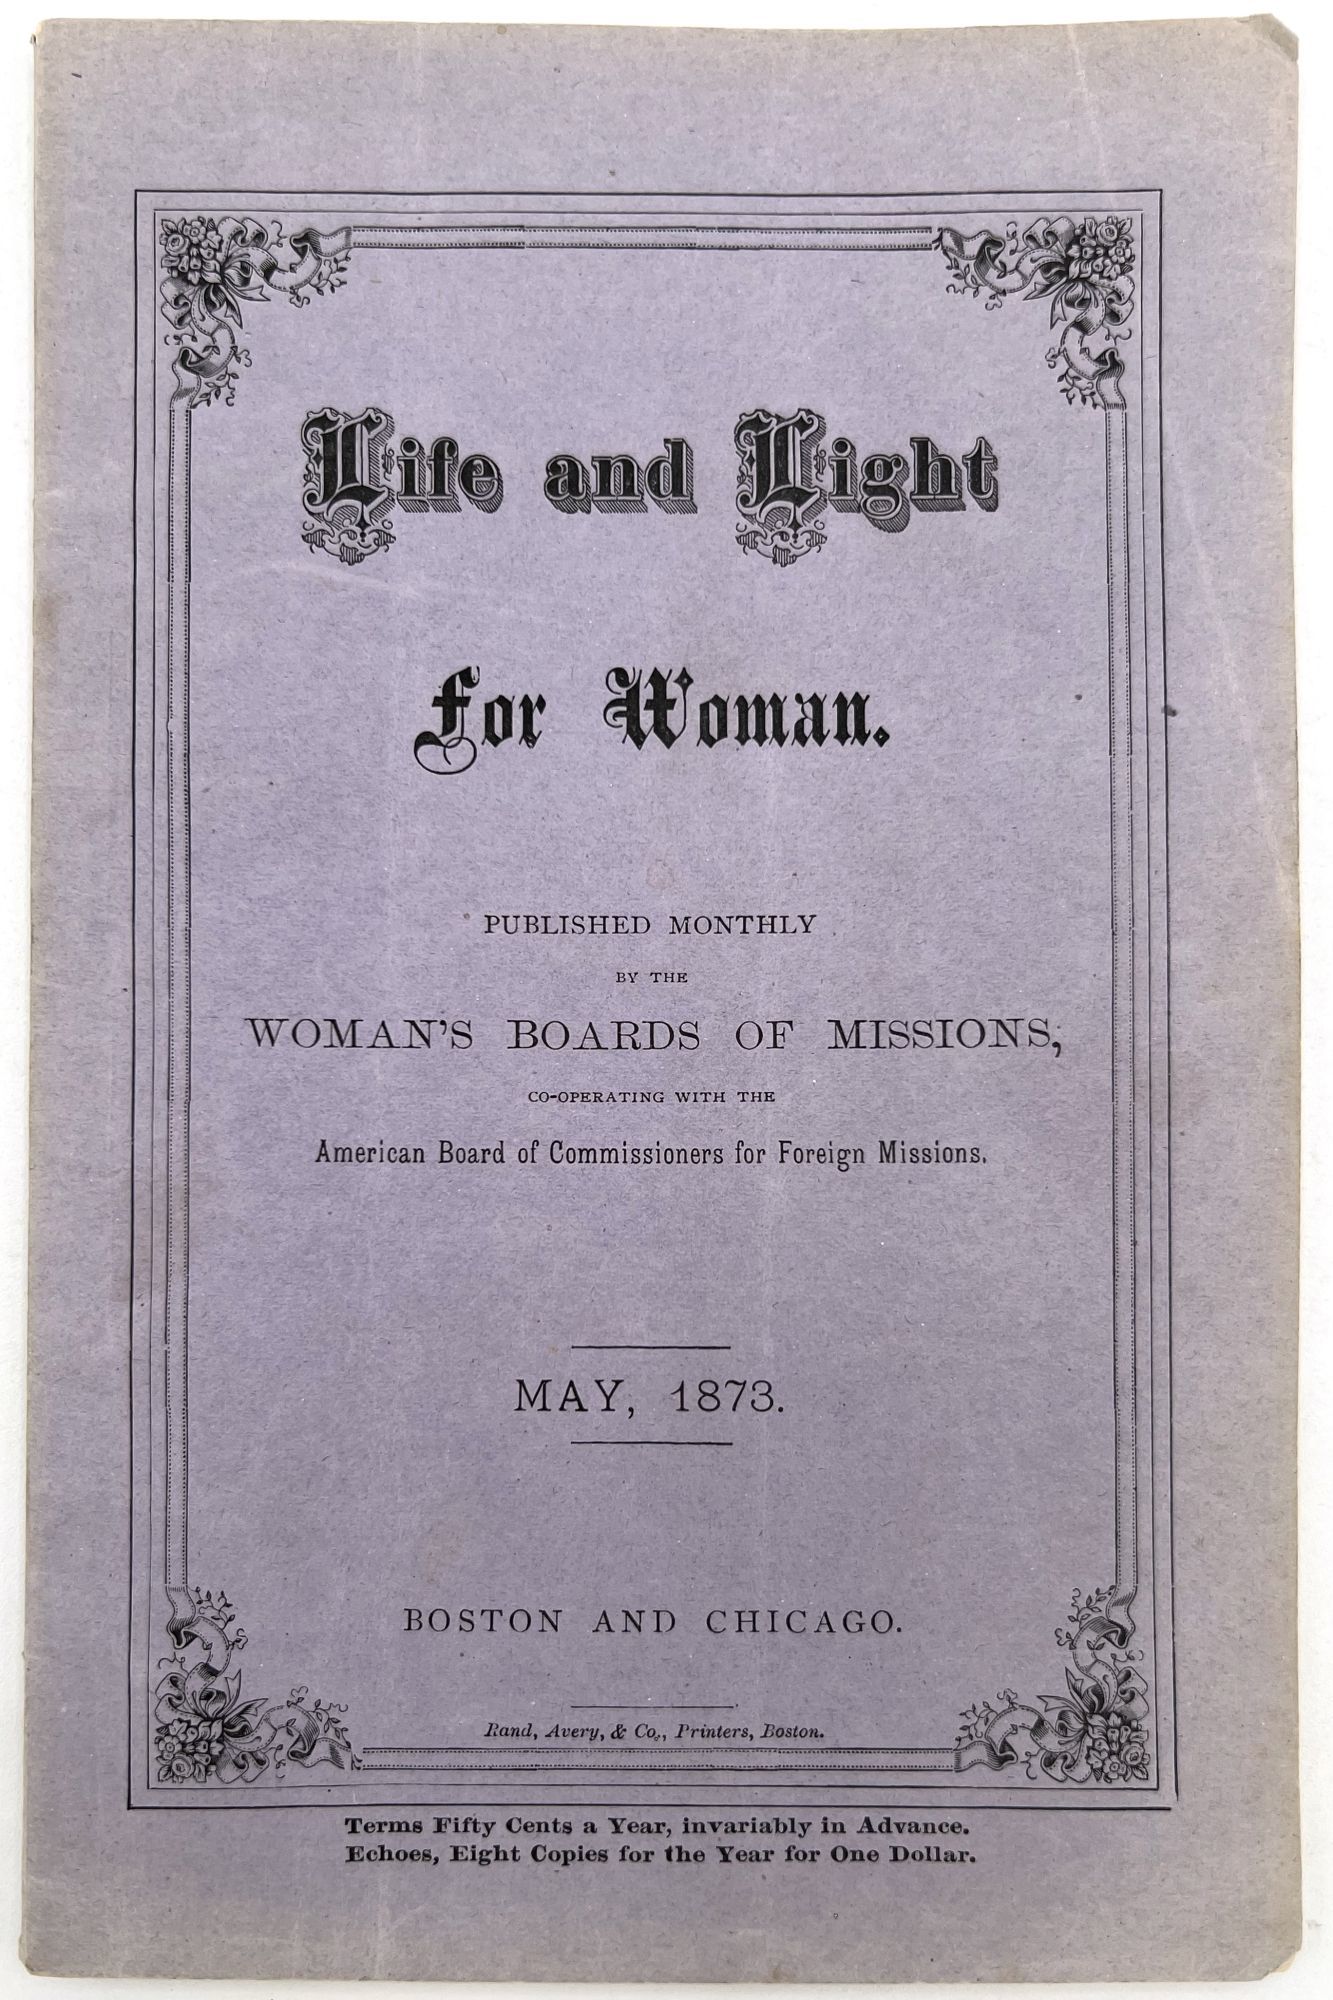 Life and Light
for Woman.
PUBLISHED MONTHLY
BY THE
WOMAN'S BOARDS OF MISSIONS,
CO-OPERATING WITH THE
American Board of Commissioners for Foreign Missions.
MAY, 1873.
BOSTON AND CHICAGO.
Rand, Avery, & Co., Printers, Boston.
Terms Fifty Cents a Year, invariably in Advance.
Echoes, Eight Copies for the Year for One Dollar.